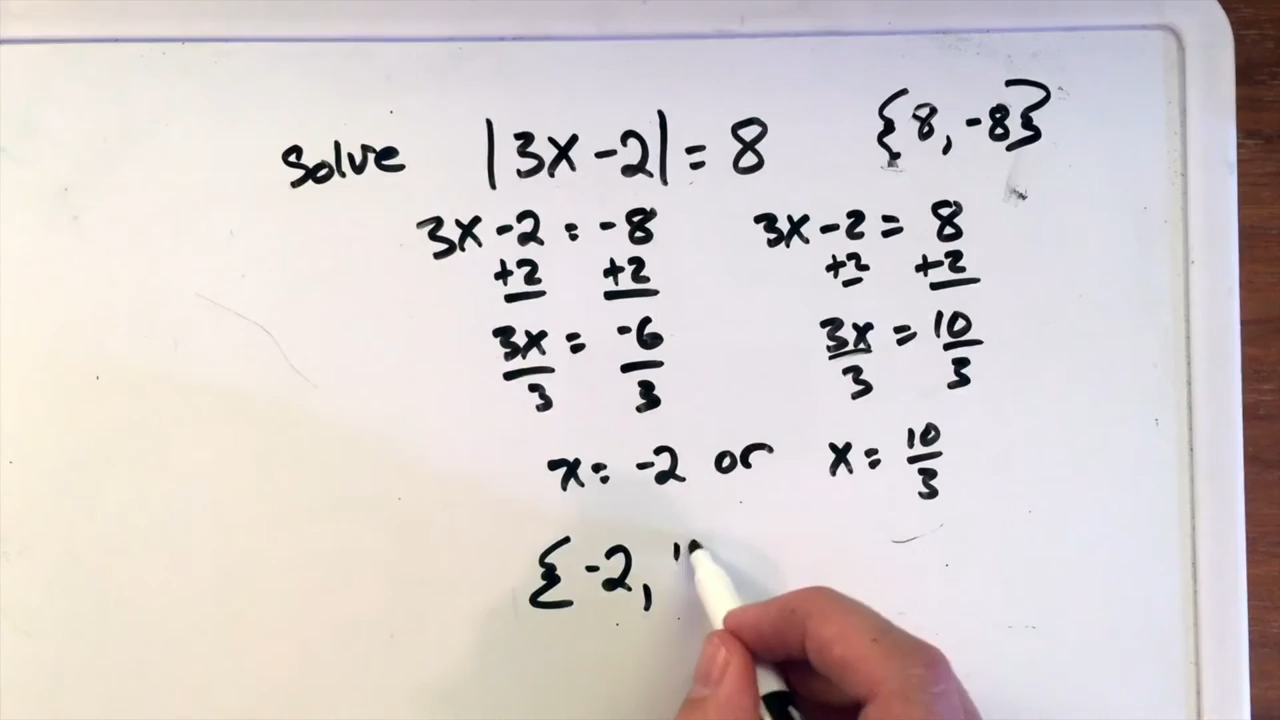 Solve |3x-2| = 8 {8, -8}
3x-2 = -8 3x-2 = 8
+2 +2 +2 +2
3x/3 = -6/3 3x/3 = 10/3
x = -2 or x = 10/3
{-2,